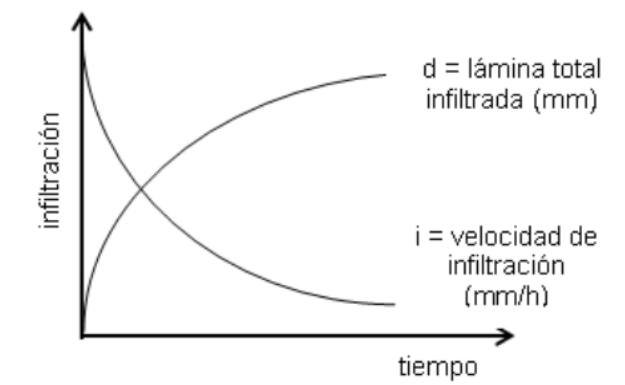 d = lámina total
infiltrada (mm)
infiltración
i = velocidad de
infiltración
(mm/h)
tiempo